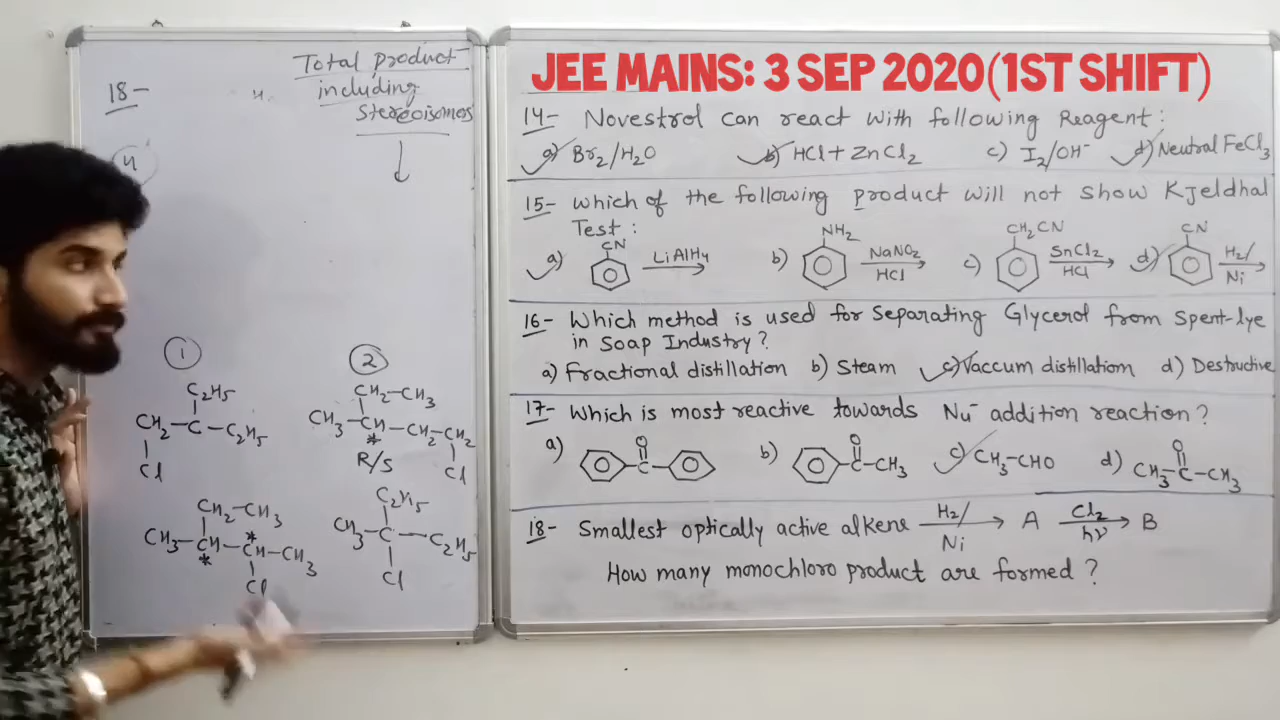 18-
Total product
including
Stereoisomers
4
1
2
C2H5
CH2-C-C2H5
Cl
CH2-CH3
CH3-CH-CH2-CH2
*
R/S
Cl
CH2-CH3
CH3-CH-CH-CH3
* *
Cl
C2H5
CH3-C-C2H5
Cl
JEE MAINS: 3 SEP 2020(1ST SHIFT)
14- Novestrol can react with following Reagent:
a) Br2/H2O b) HCl + ZnCl2 c) I2/OH- d) Neutral FeCl3
15- which of the following product will not show Kjeldhal
Test:
a) CN LiAlH4 b) NH2 NaNO2 HCl c) CH2CN SnCl2 HCl d) CN H2/ Ni
16- Which method is used for separating Glycerol from spent-lye
in Soap Industry?
a) Fractional distillation b) Steam c) Vaccum distillation d) Destructive
17- Which is most reactive towards Nu- addition reaction?
a) O C b) O C-CH3 c) CH3-CHO d) O CH3-C-CH3
18- Smallest optically active alkene H2/ Ni A Cl2 hν B
How many monochloro product are formed?